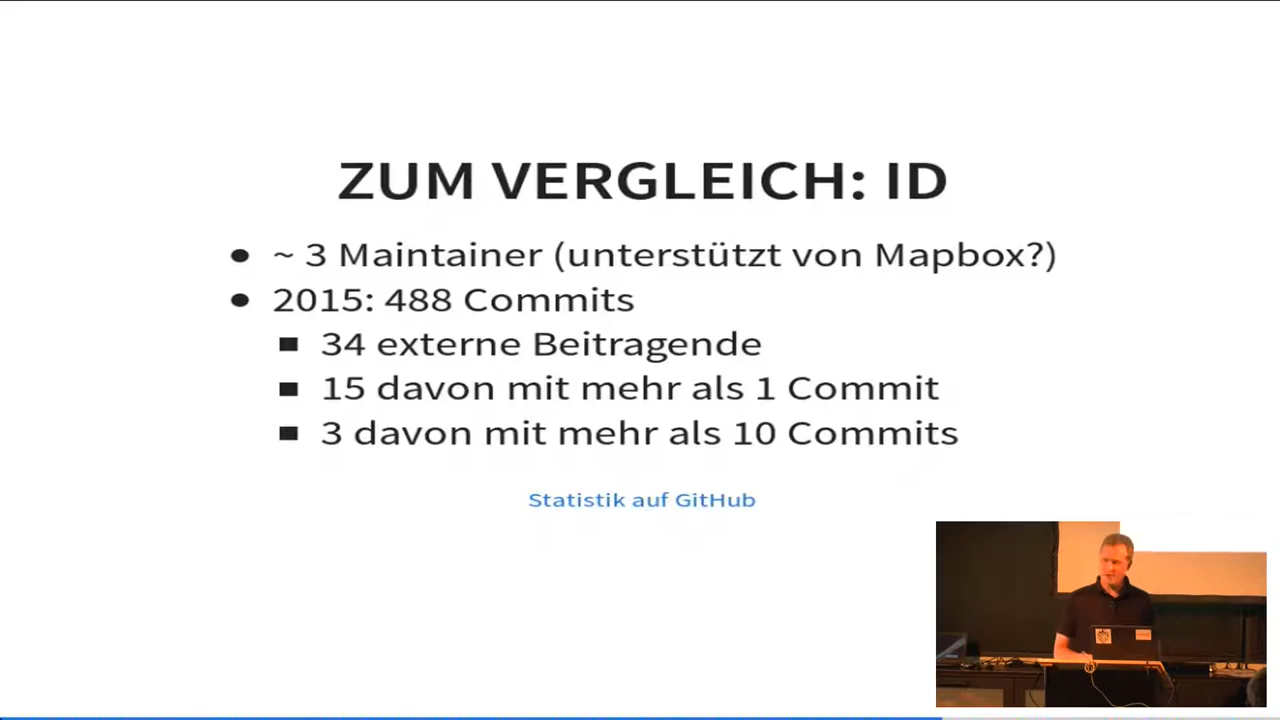 ZUM VERGLEICH: ID
~ 3 Maintainer (unterstützt von Mapbox?)
2015: 488 Commits
34 externe Beitragende
15 davon mit mehr als 1 Commit
3 davon mit mehr als 10 Commits
Statistik auf GitHub